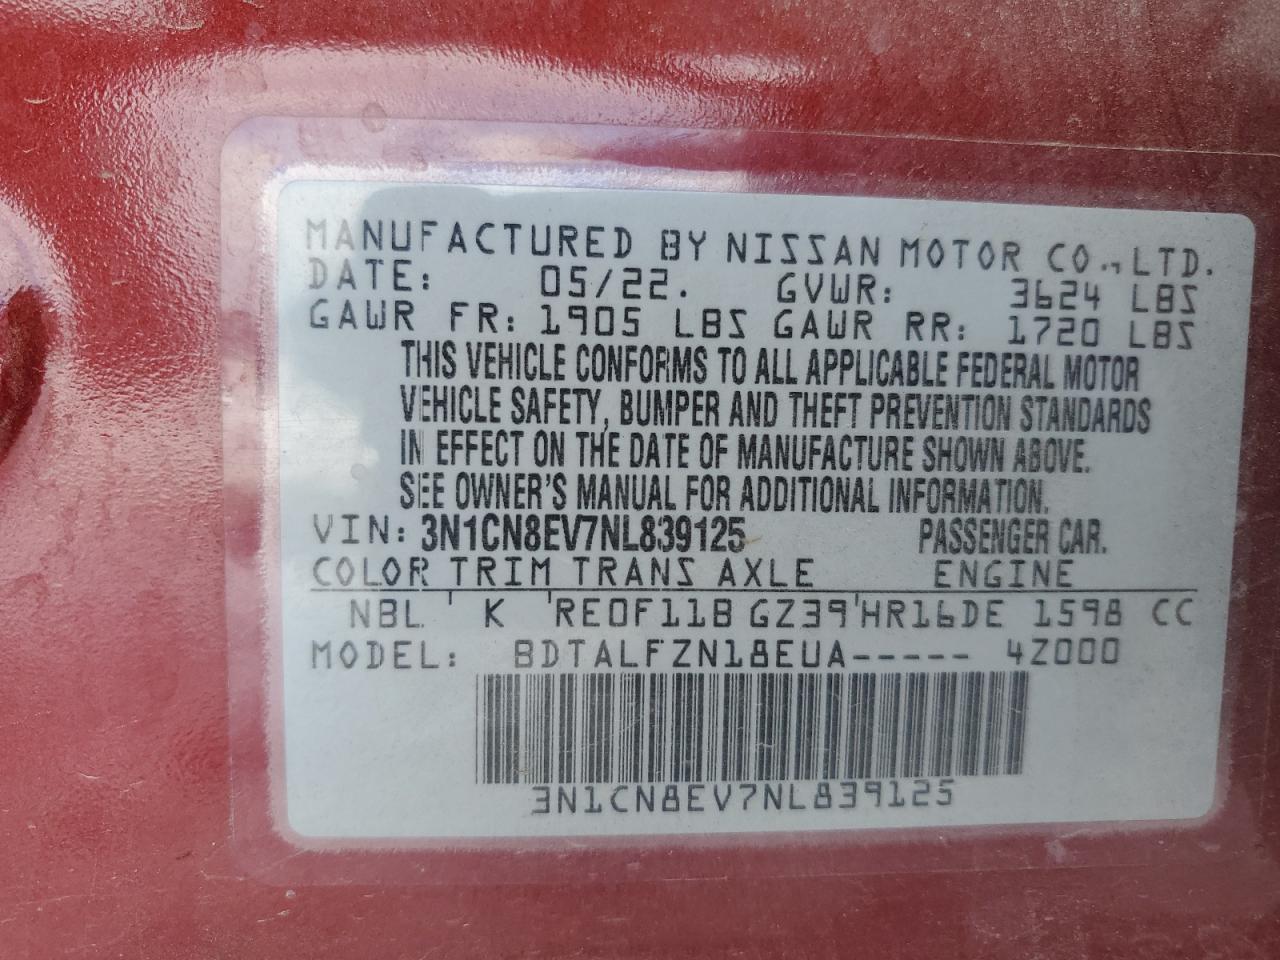 MANUFACTURED BY NISSAN MOTOR CO., LTD.
DATE: 05/22. GVWR: 3624 LBS
GAWR FR: 1905 LBS GAWR RR: 1720 LBS
THIS VEHICLE CONFORMS TO ALL APPLICABLE FEDERAL MOTOR
VEHICLE SAFETY, BUMPER AND THEFT PREVENTION STANDARDS
IN EFFECT ON THE DATE OF MANUFACTURE SHOWN ABOVE.
SEE OWNER'S MANUAL FOR ADDITIONAL INFORMATION.
VIN: 3N1CN8EV7NL839125 PASSENGER CAR.
COLOR TRIM TRANS AXLE ENGINE
NBL ' K ' RE0F11B GZ39 ' HR16DE 1598 CC
MODEL: BDTALFZN18EUA----- 4Z000
3N1CN8EV7NL839125